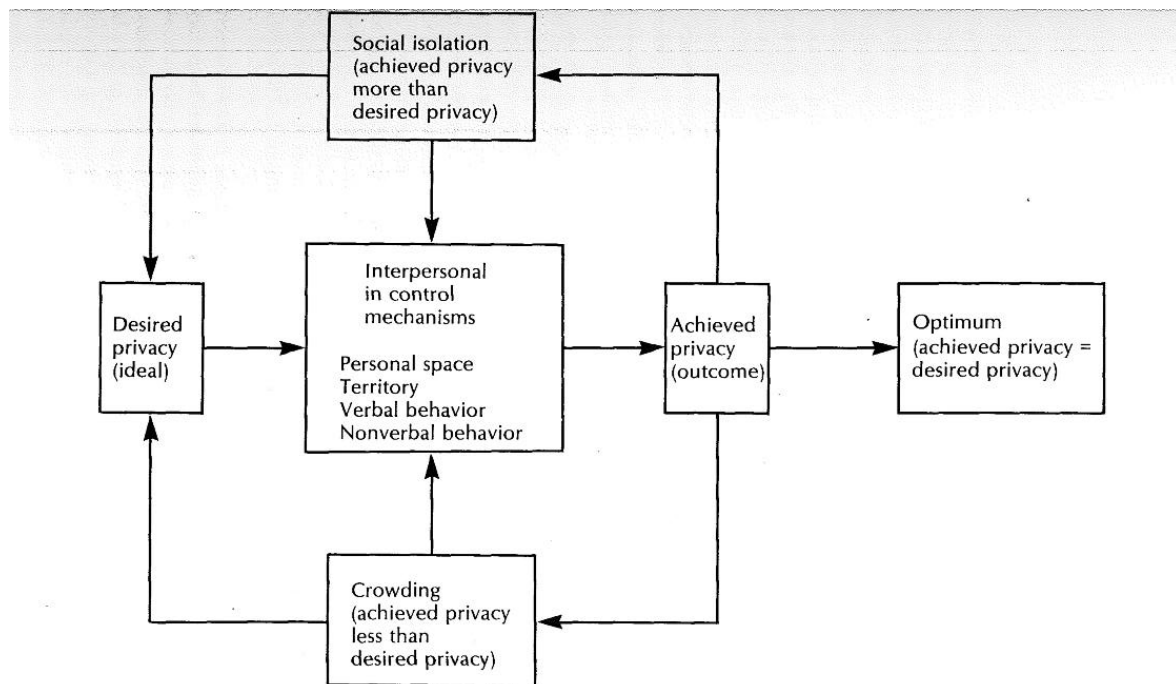 Social isolation
(achieved privacy
more than
desired privacy)
Desired
privacy
(ideal)
Interpersonal
in control
mechanisms
Personal space
Territory
Verbal behavior
Nonverbal behavior
Achieved
privacy
(outcome)
Optimum
(achieved privacy =
desired privacy)
Crowding
(achieved privacy
less than
desired privacy)